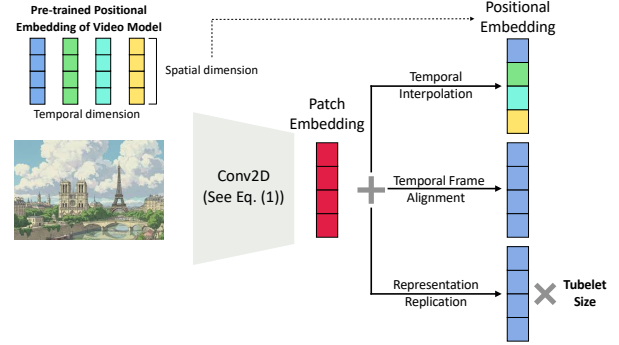 Pre-trained Positional
Embedding of Video Model
Spatial dimension
Temporal dimension
Conv2D
(See Eq. (1))
Patch
Embedding
Positional
Embedding
Temporal
Interpolation
Temporal Frame
Alignment
Representation
Replication
Tubelet
Size